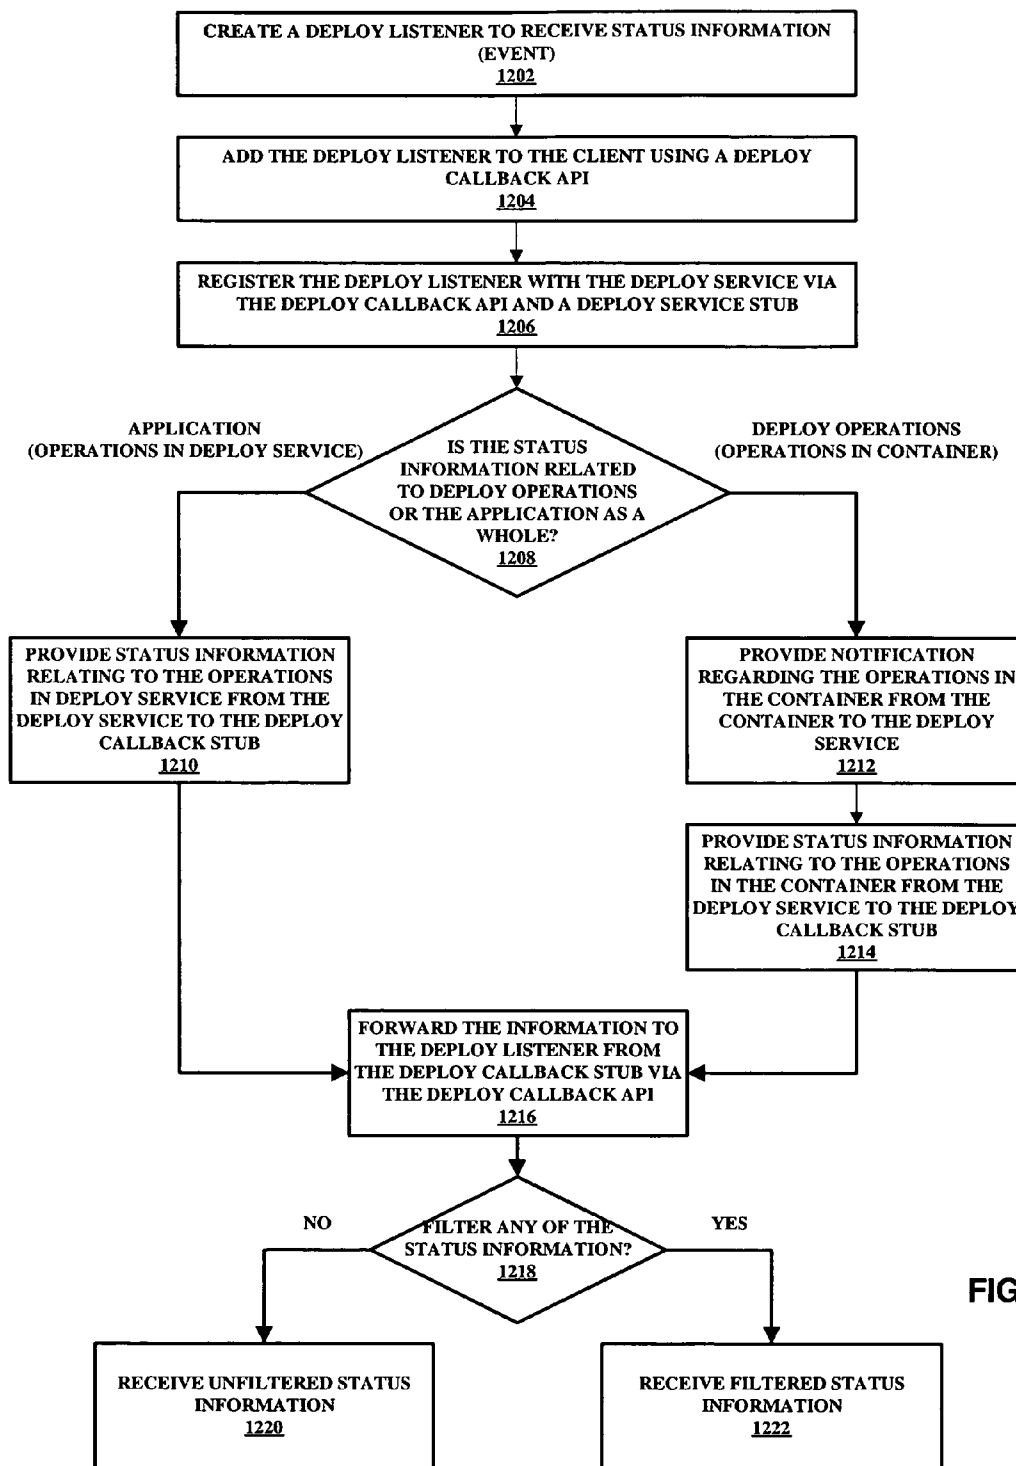 CREATE A DEPLOY LISTENER TO RECEIVE STATUS INFORMATION
(EVENT)
1202
ADD THE DEPLOY LISTENER TO THE CLIENT USING A DEPLOY
CALLBACK API
1204
REGISTER THE DEPLOY LISTENER WITH THE DEPLOY SERVICE VIA
THE DEPLOY CALLBACK API AND A DEPLOY SERVICE STUB
1206
APPLICATION
(OPERATIONS IN DEPLOY SERVICE)
IS THE STATUS
INFORMATION RELATED
TO DEPLOY OPERATIONS
OR THE APPLICATION AS A
WHOLE?
1208
DEPLOY OPERATIONS
(OPERATIONS IN CONTAINER)
PROVIDE STATUS INFORMATION
RELATING TO THE OPERATIONS
IN DEPLOY SERVICE FROM THE
DEPLOY SERVICE TO THE DEPLOY
CALLBACK STUB
1210
PROVIDE NOTIFICATION
REGARDING THE OPERATIONS IN
THE CONTAINER FROM THE
CONTAINER TO THE DEPLOY
SERVICE
1212
PROVIDE STATUS INFORMATION
RELATING TO THE OPERATIONS
IN THE CONTAINER FROM THE
DEPLOY SERVICE TO THE DEPLOY
CALLBACK STUB
1214
FORWARD THE INFORMATION TO
THE DEPLOY LISTENER FROM
THE DEPLOY CALLBACK STUB VIA
THE DEPLOY CALLBACK API
1216
NO
FILTER ANY OF THE
STATUS INFORMATION?
1218
YES
FIG
RECEIVE UNFILTERED STATUS
INFORMATION
1220
RECEIVE FILTERED STATUS
INFORMATION
1222